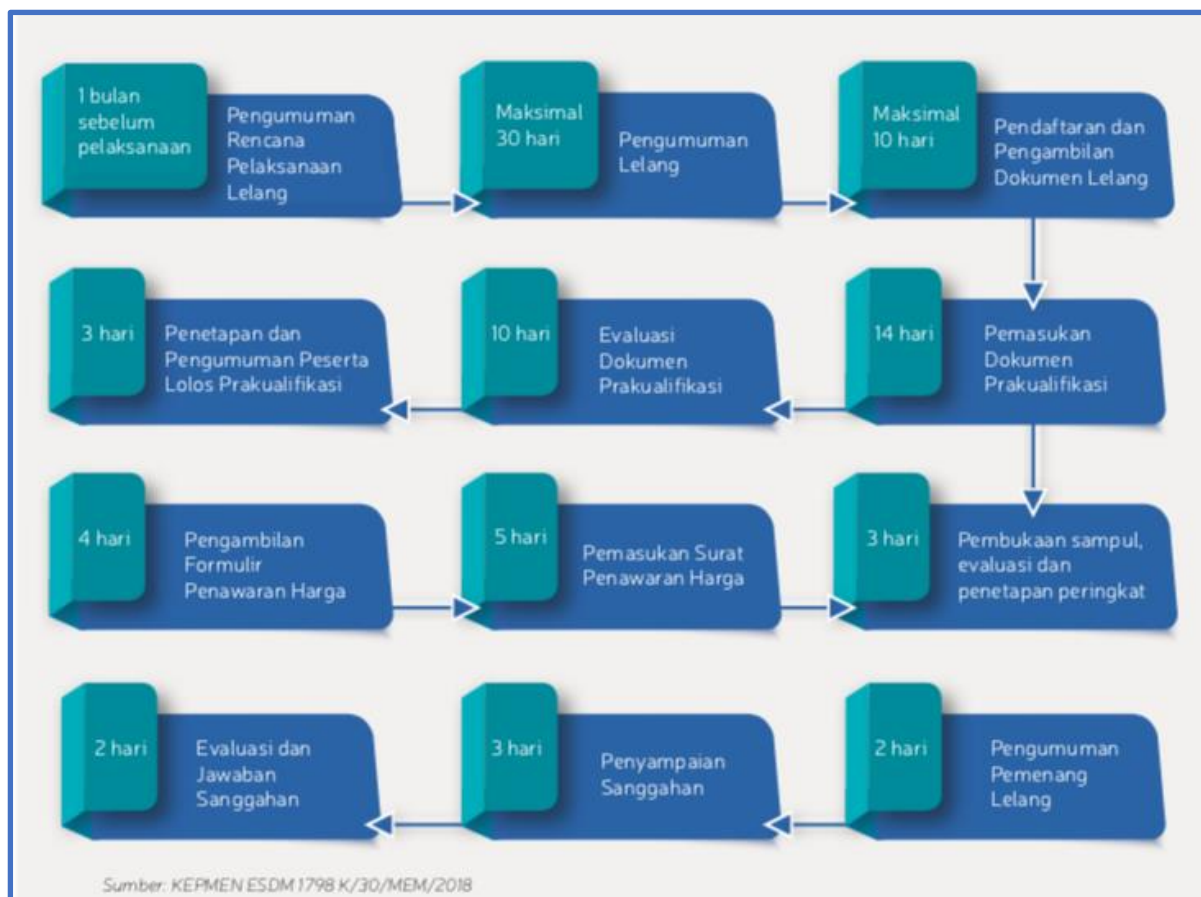 1 bulan
sebelum
pelaksanaan
Pengumuman
Rencana
Pelaksanaan
Lelang
Maksimal
30 hari
Pengumuman
Lelang
Maksimal
10 hari
Pendaftaran dan
Pengambilan
Dokumen Lelang
3 hari
Penetapan dan
Pengumuman Peserta
Lolos Prakualifikasi
10 hari
Evaluasi
Dokumen
Prakualifikasi
14 hari
Pemasukan
Dokumen
Prakualifikasi
4 hari
Pengambilan
Formulir
Penawaran Harga
5 hari
Pemasukan Surat
Penawaran Harga
3 hari
Pembukaan sampul,
evaluasi dan
penetapan peringkat
2 hari
Evaluasi dan
Jawaban
Sanggahan
3 hari
Penyampaian
Sanggahan
2 hari
Pengumuman
Pemenang
Lelang
Sumber: KEPMEN ESDM 1798 K/30/MEM/2018